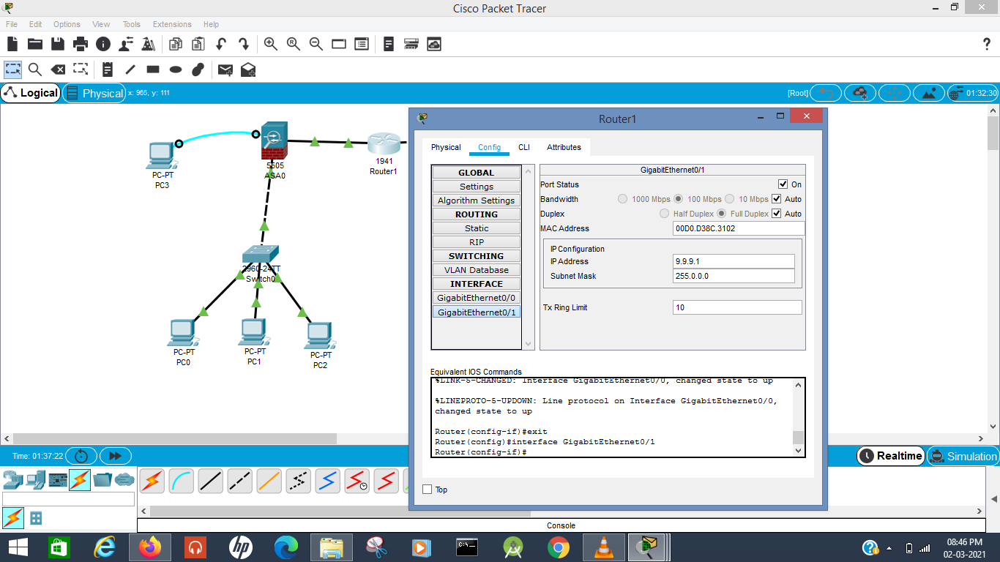 Cisco Packet Tracer
File Edit Options View Tools Extensions Help
?
Logical
Physical
x: 965, y: 111
[Root]
01:32:30
PC-PT
PC3
5505
ASA0
1941
Router1
2960-24TT
Switch0
PC-PT
PC0
PC-PT
PC1
PC-PT
PC2
Router1
Physical Config CLI Attributes
GLOBAL
Settings
Algorithm Settings
ROUTING
Static
RIP
SWITCHING
VLAN Database
INTERFACE
GigabitEthernet0/0
GigabitEthernet0/1
GigabitEthernet0/1
Port Status On
Bandwidth 1000 Mbps 100 Mbps 10 Mbps Auto
Duplex Half Duplex Full Duplex Auto
MAC Address 00D0.D38C.3102
IP Configuration
IP Address 9.9.9.1
Subnet Mask 255.0.0.0
Tx Ring Limit 10
Equivalent IOS Commands
%LINK-5-CHANGED: Interface GigabitEthernet0/0, changed state to up
%LINEPROTO-5-UPDOWN: Line protocol on Interface GigabitEthernet0/0,
changed state to up
Router(config-if)#exit
Router(config)#interface GigabitEthernet0/1
Router(config-if)#
Top
Time: 01:37:22
Realtime
Simulation
Console
08:46 PM
02-03-2021